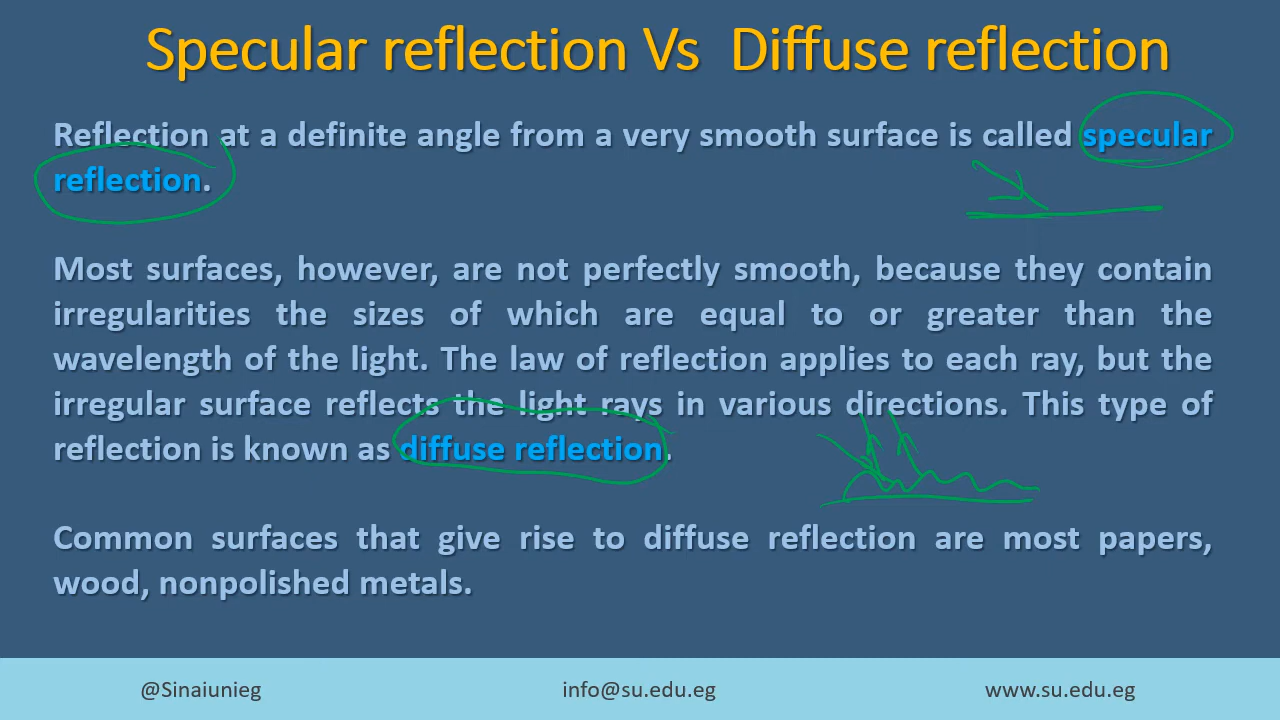 Specular reflection Vs Diffuse reflection
Reflection at a definite angle from a very smooth surface is called specular
reflection.
Most surfaces, however, are not perfectly smooth, because they contain
irregularities the sizes of which are equal to or greater than the
wavelength of the light. The law of reflection applies to each ray, but the
irregular surface reflects the light rays in various directions. This type of
reflection is known as diffuse reflection.
Common surfaces that give rise to diffuse reflection are most papers,
wood, nonpolished metals.
@Sinaiunieg
info@su.edu.eg
www.su.edu.eg